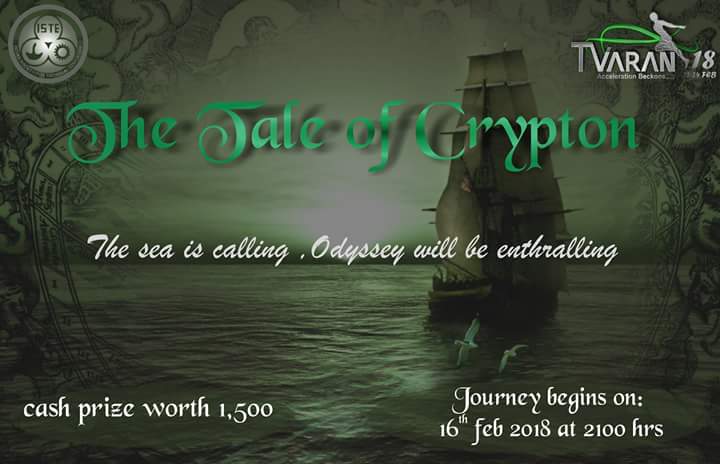 ISTE
TVARAN '18
Acceleration Beckons...
FEB
The Tale of Crypton
The sea is calling ,Odyssey will be enthralling
cash prize worth 1,500
Journey begins on:
16th feb 2018 at 2100 hrs